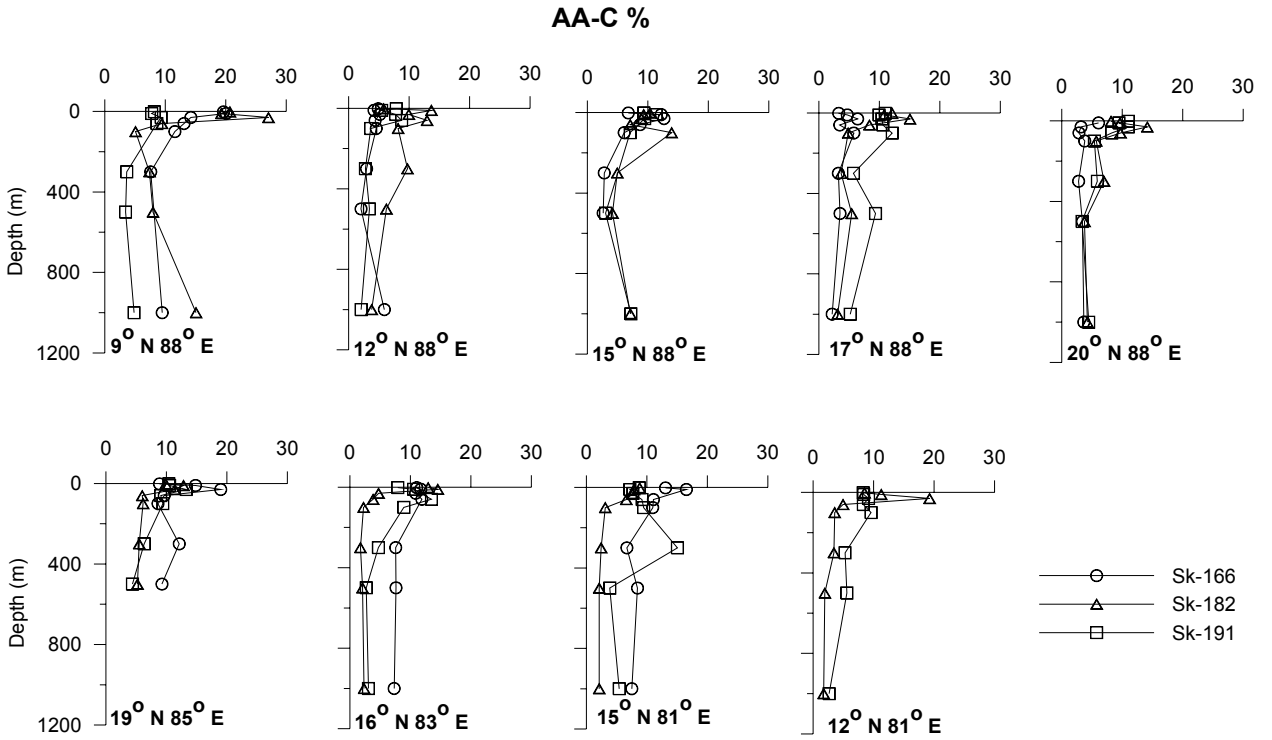 AA-C %
0 10 20 30
0 10 20 30
0 10 20 30
0 10 20 30
0 10 20 30
0
400
800
1200
Depth (m)
9° N 88° E
12° N 88° E
15° N 88° E
17° N 88° E
20° N 88° E
0 10 20 30
0 10 20 30
0 10 20 30
0 10 20 30
0
400
800
1200
Depth (m)
19° N 85° E
16° N 83° E
15° N 81° E
12° N 81° E
Sk-166
Sk-182
Sk-191